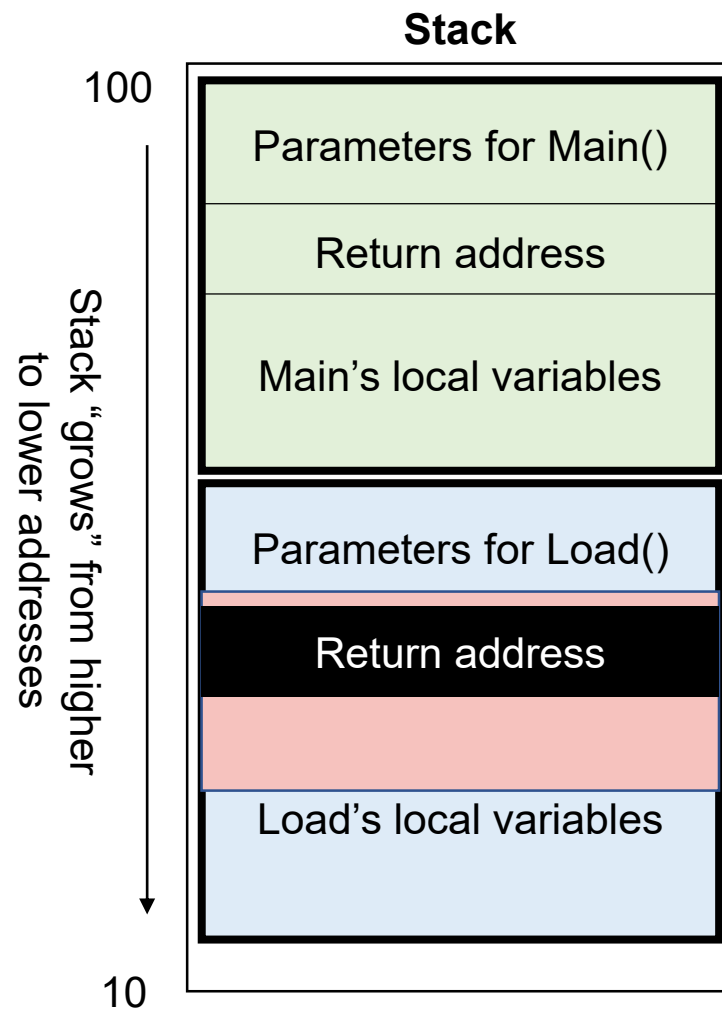 Stack
100
Parameters for Main()
Return address
Main’s local variables
Stack “grows” from higher
to lower addresses
Parameters for Load()
Return address
Load’s local variables
10